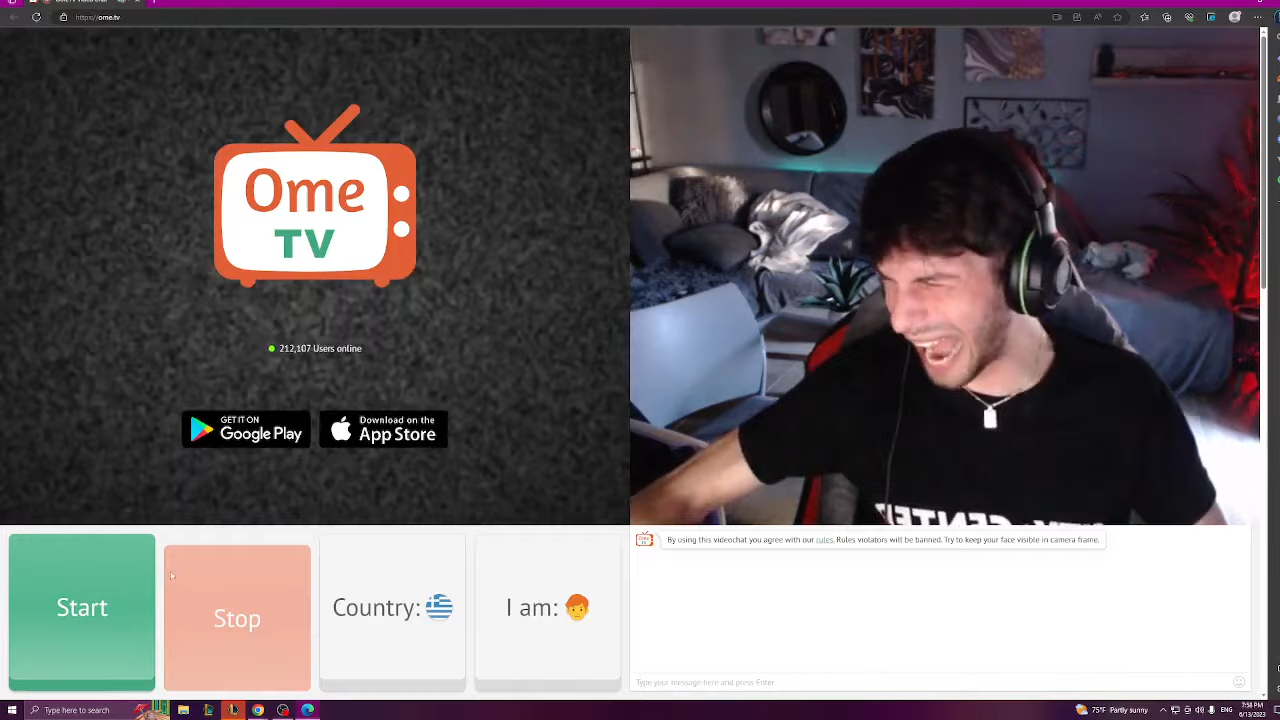 https://ome.tv
Ome
TV
212,107 Users online
GET IT ON
Google Play
Download on the
App Store
By using this videochat you agree with our rules. Rules violators will be banned. Try to keep your face visible in camera frame.
Start
Stop
Country:
I am:
Type your message here and press Enter
Type here to search
75°F Partly sunny
7:58 PM
7/13/2023